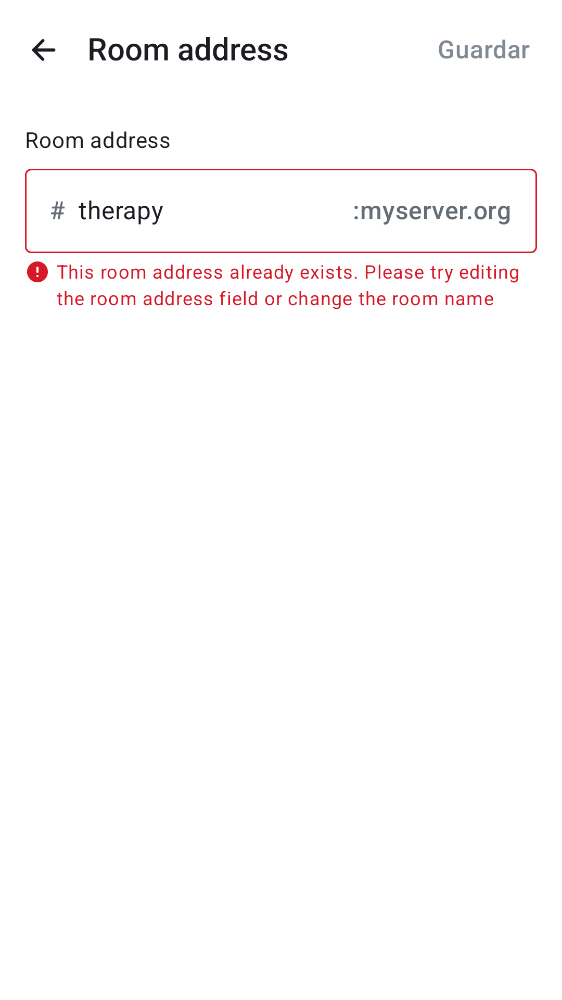 Room address
Guardar
Room address
# therapy :myserver.org
This room address already exists. Please try editing
the room address field or change the room name